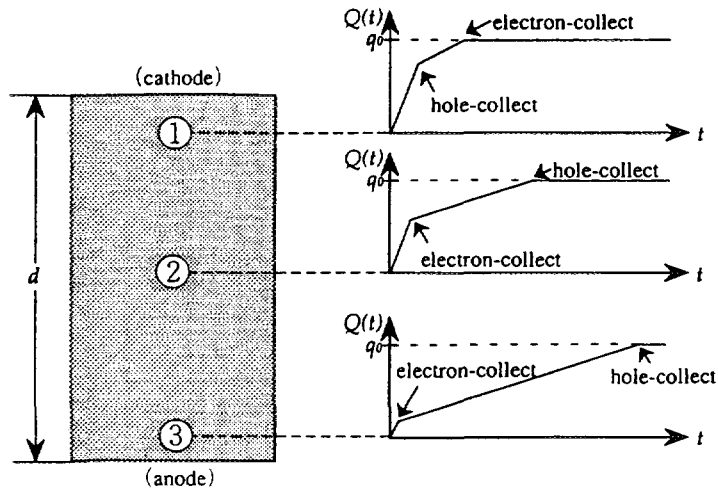 (cathode)
d
①
②
③
(anode)
Q(t)
q₀
electron-collect
hole-collect
t
Q(t)
q₀
hole-collect
electron-collect
t
Q(t)
q₀
electron-collect
hole-collect
t